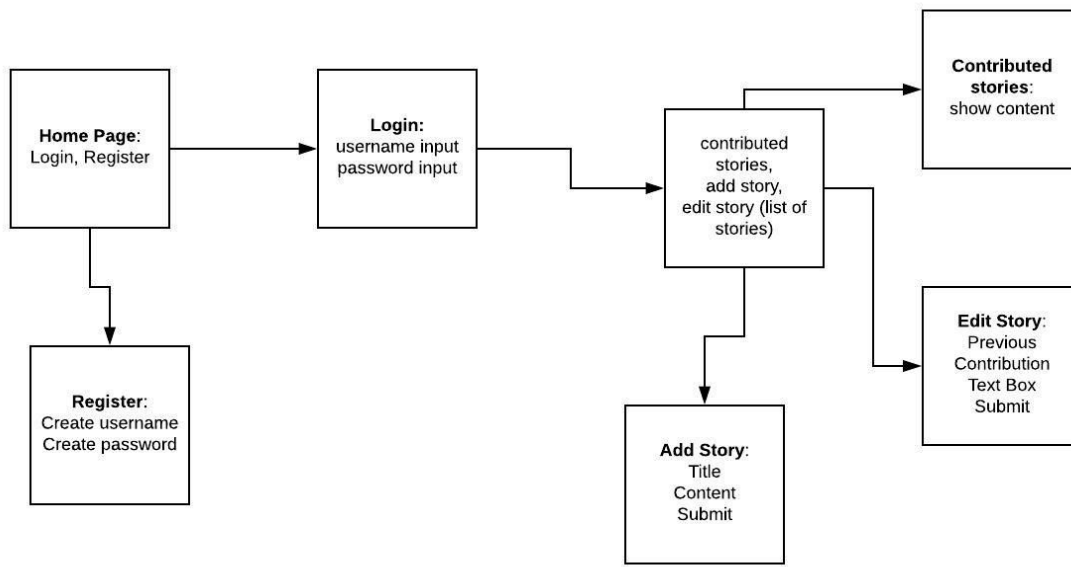 Home Page:
Login, Register
Login:
username input
password input
contributed
stories,
add story,
edit story (list of
stories)
Contributed
stories:
show content
Register:
Create username
Create password
Add Story:
Title
Content
Submit
Edit Story:
Previous
Contribution
Text Box
Submit